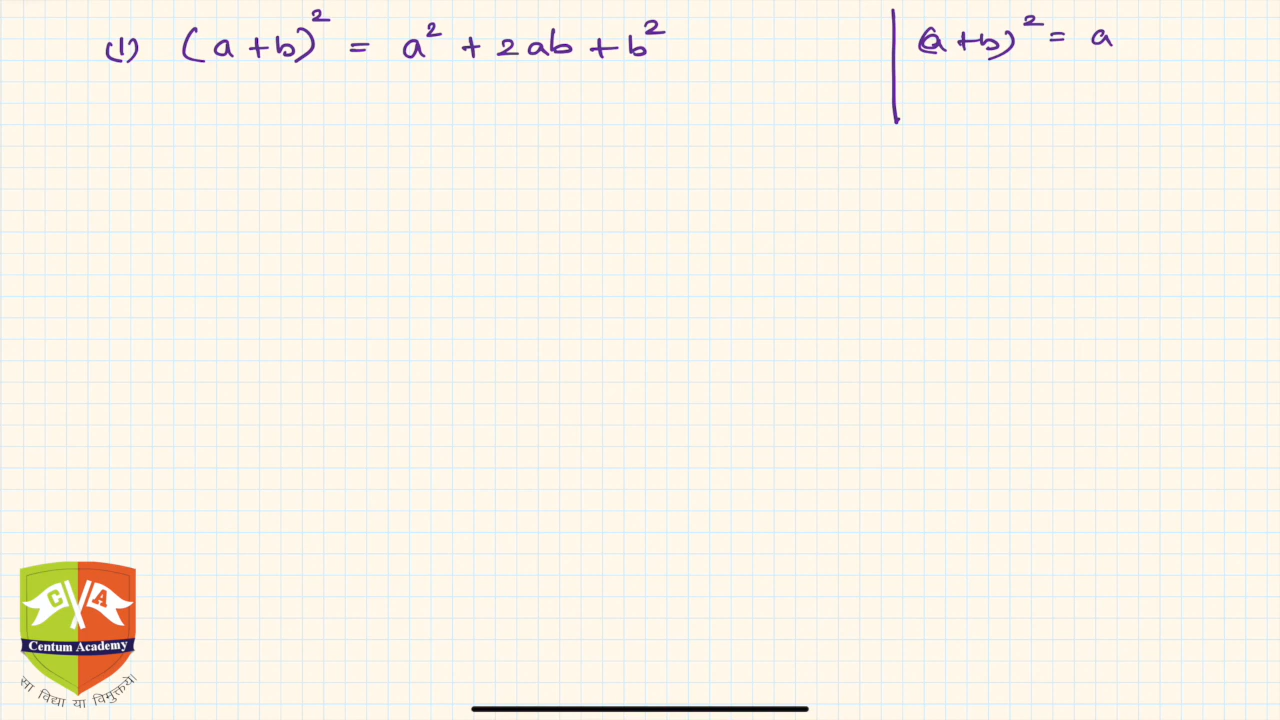 (1) (a+b)² = a² + 2ab + b²
(a+b)² = a
C A
Centum Academy
सा विद्या या विमुक्तये